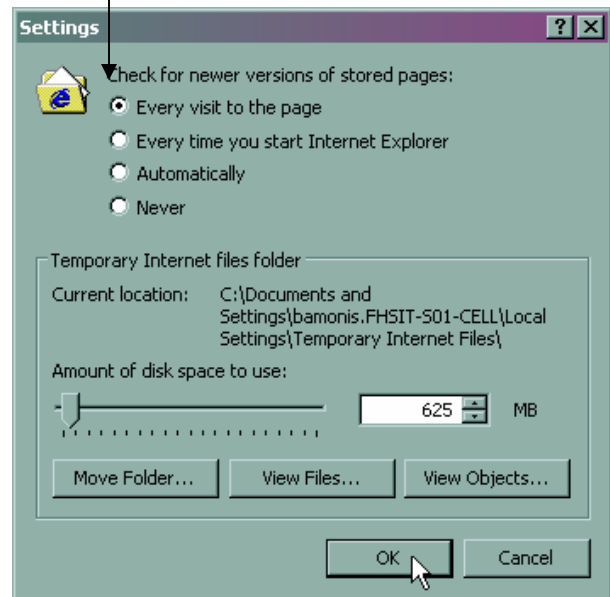 Settings
Check for newer versions of stored pages:
Every visit to the page
Every time you start Internet Explorer
Automatically
Never
Temporary Internet files folder
Current location: C:\Documents and
Settings\bamonis.FHSIT-S01-CELL\Local
Settings\Temporary Internet Files\
Amount of disk space to use:
625 MB
Move Folder... View Files... View Objects...
OK Cancel